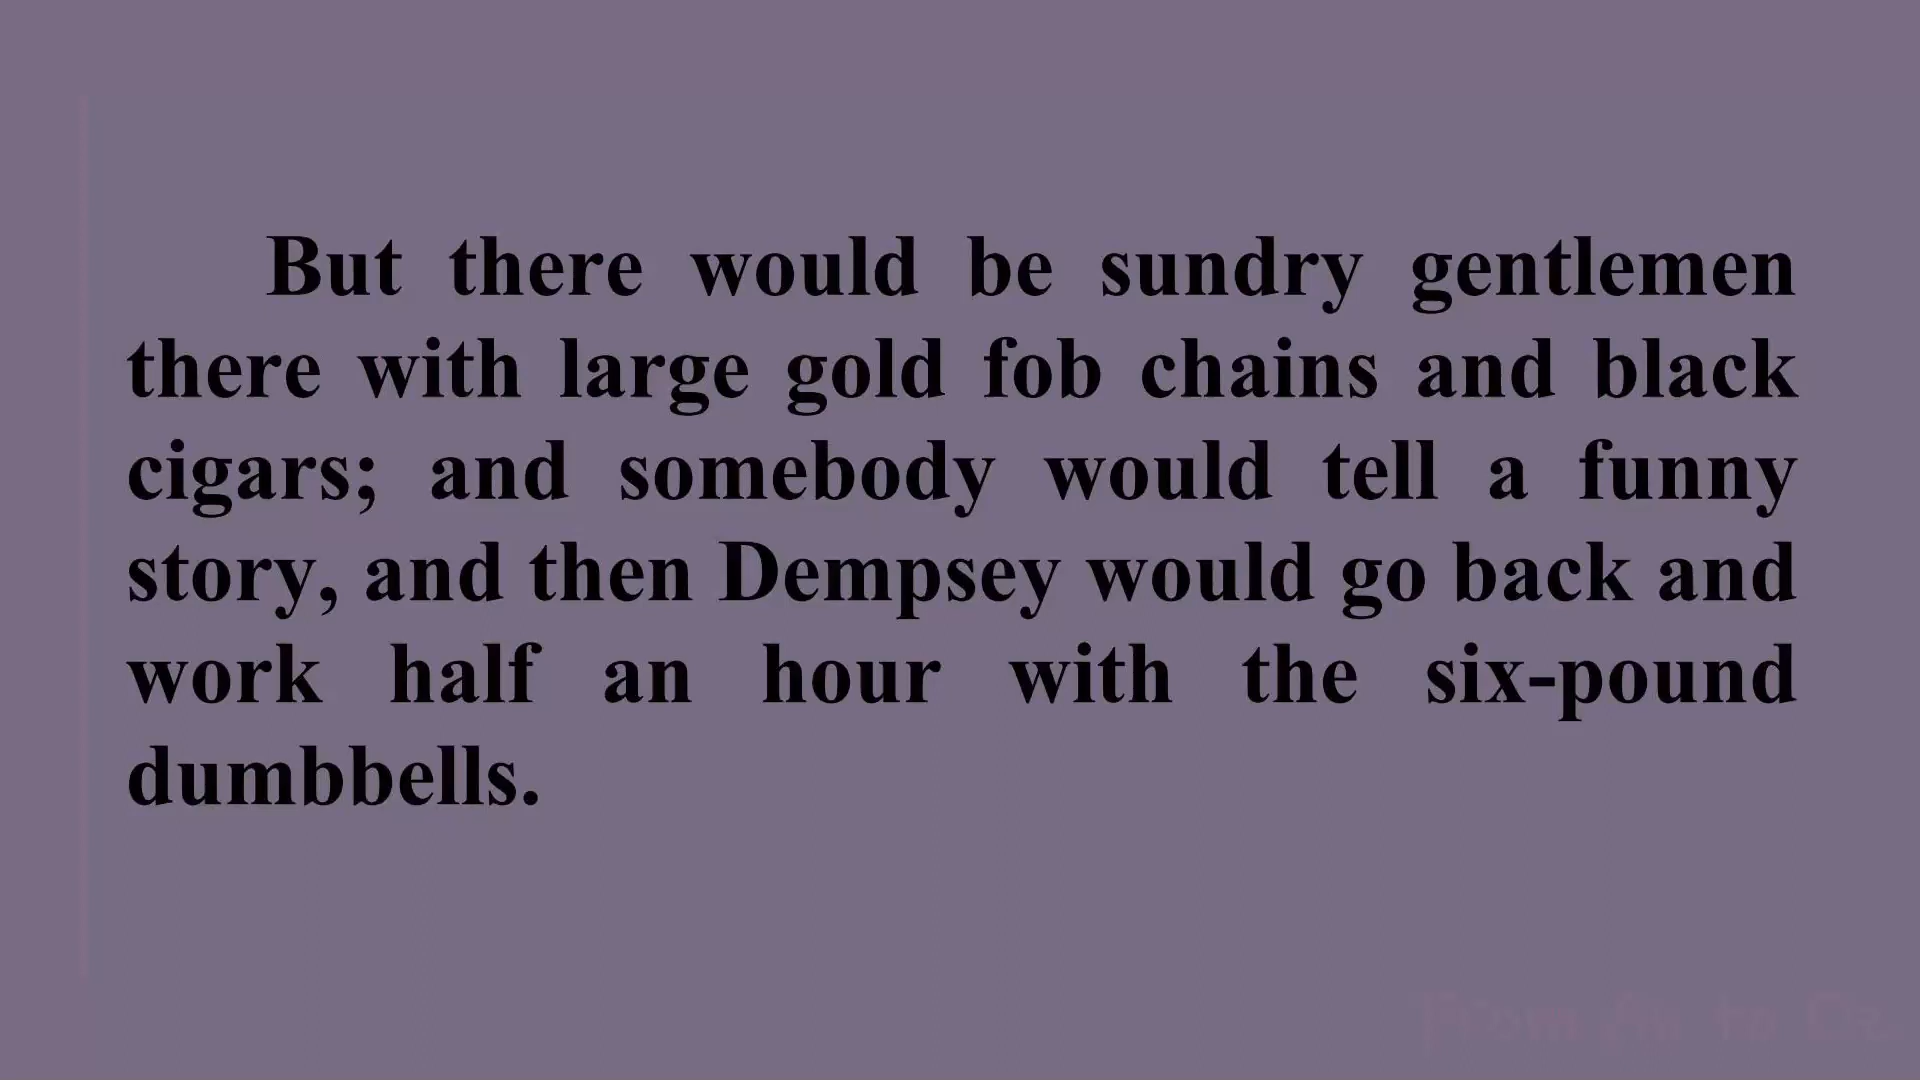 But there would be sundry gentlemen
there with large gold fob chains and black
cigars; and somebody would tell a funny
story, and then Dempsey would go back and
work half an hour with the six-pound
dumbbells.